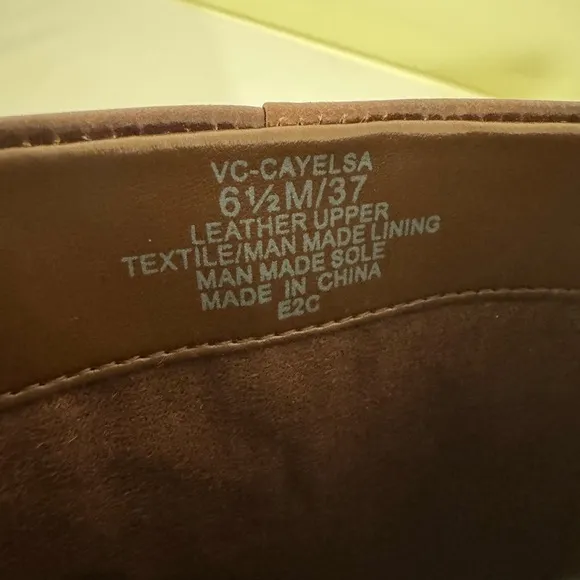 VC-CAYELSA
6½M/37
LEATHER UPPER
TEXTILE/MAN MADE LINING
MAN MADE SOLE
MADE IN CHINA
E2C